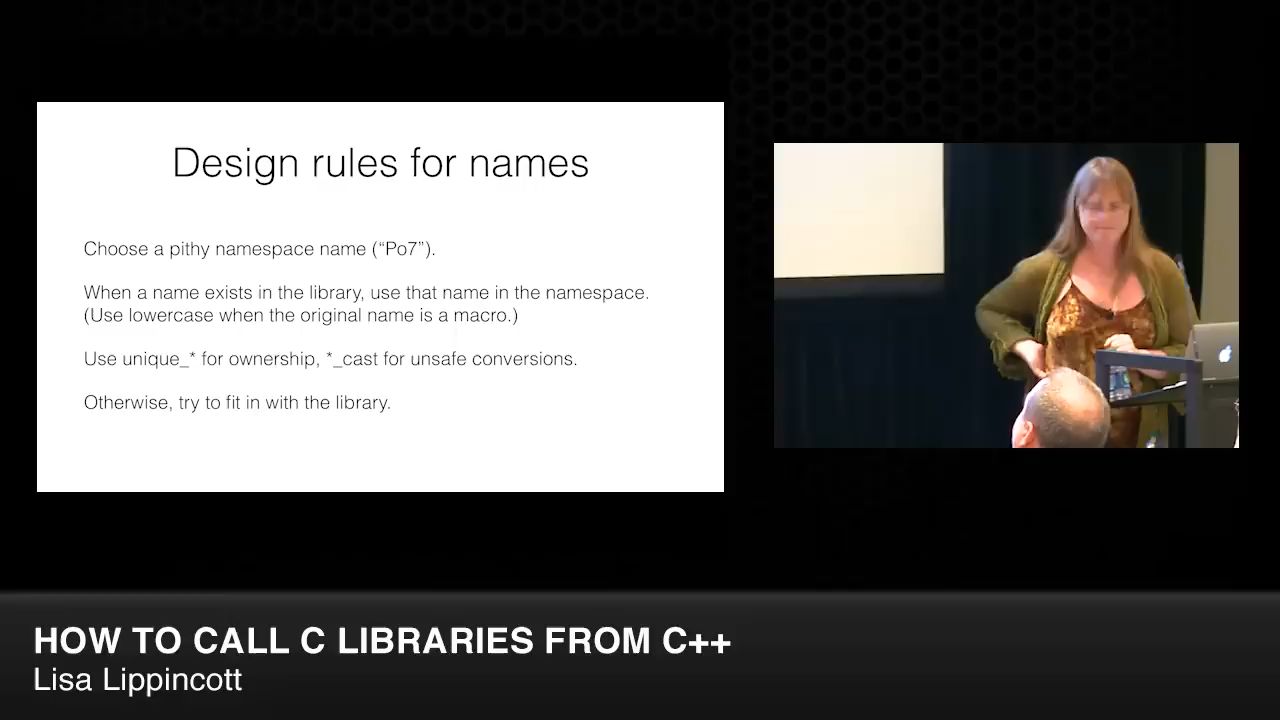 Design rules for names
Choose a pithy namespace name (“Po7”).
When a name exists in the library, use that name in the namespace.
(Use lowercase when the original name is a macro.)
Use unique_* for ownership, *_cast for unsafe conversions.
Otherwise, try to fit in with the library.
HOW TO CALL C LIBRARIES FROM C++
Lisa Lippincott